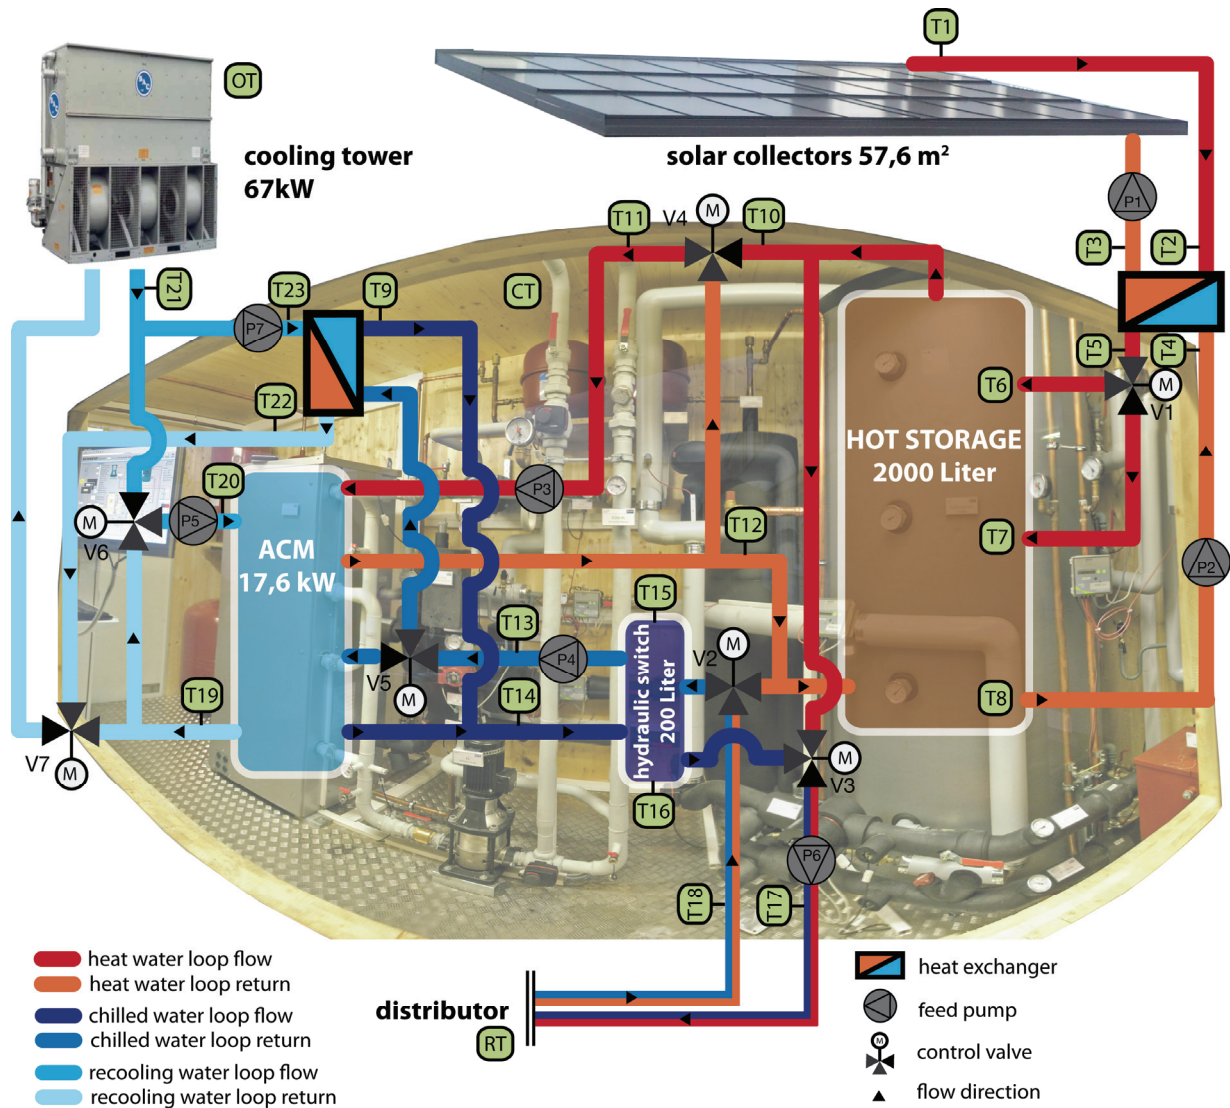 T1
OT
cooling tower
67kW
solar collectors 57,6 m²
P1
T11
V4
M
T10
T3
T2
T21
T23
T9
CT
P7
T5
T4
T6
M
V1
T22
HOT STORAGE
2000 Liter
T20
P3
M
P5
V6
T12
T7
ACM
17,6 kW
P2
T15
T13
P4
M
V2
V5
M
hydraulic switch
200 Liter
T19
T14
T8
V7
M
M
V3
T16
P6
T18
T17
heat water loop flow
heat water loop return
chilled water loop flow
chilled water loop return
recooling water loop flow
recooling water loop return
distributor
RT
heat exchanger
feed pump
M
control valve
flow direction